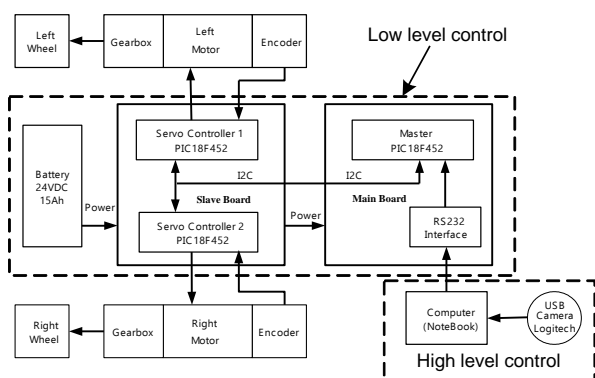 Low level control
Left
Wheel
Gearbox
Left
Motor
Encoder
Battery
24VDC
15Ah
Power
Servo Controller 1
PIC18F452
I2C
Slave Board
Servo Controller 2
PIC18F452
Power
Master
PIC18F452
I2C
Main Board
RS232
Interface
Right
Wheel
Gearbox
Right
Motor
Encoder
Computer
(NoteBook)
USB
Camera
Logitech
High level control